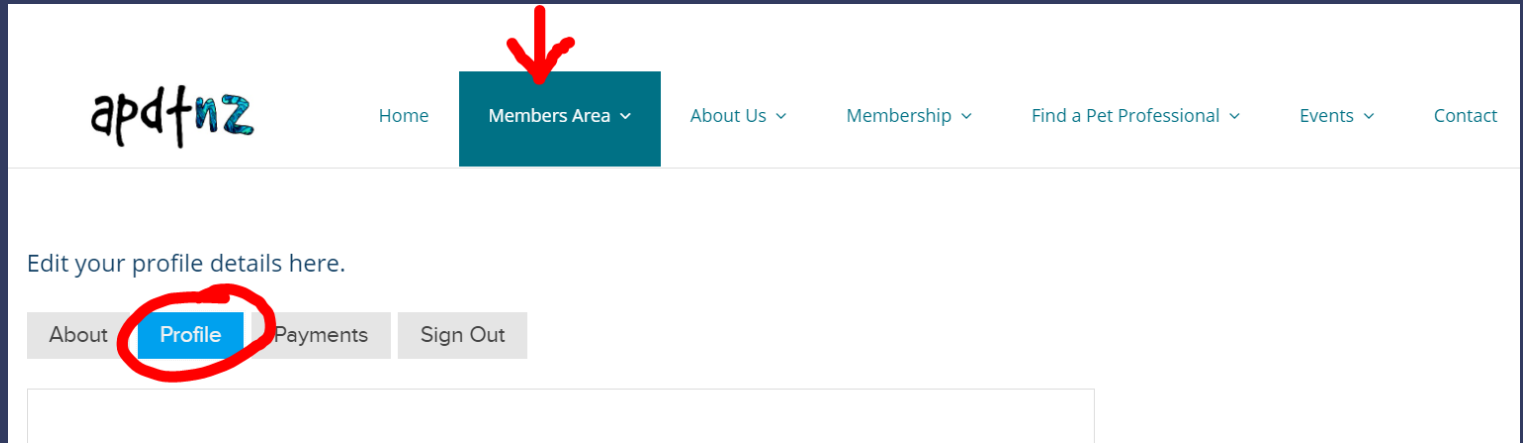 apdtnz
Home Members Area About Us Membership Find a Pet Professional Events Contact
Edit your profile details here.
About Profile Payments Sign Out